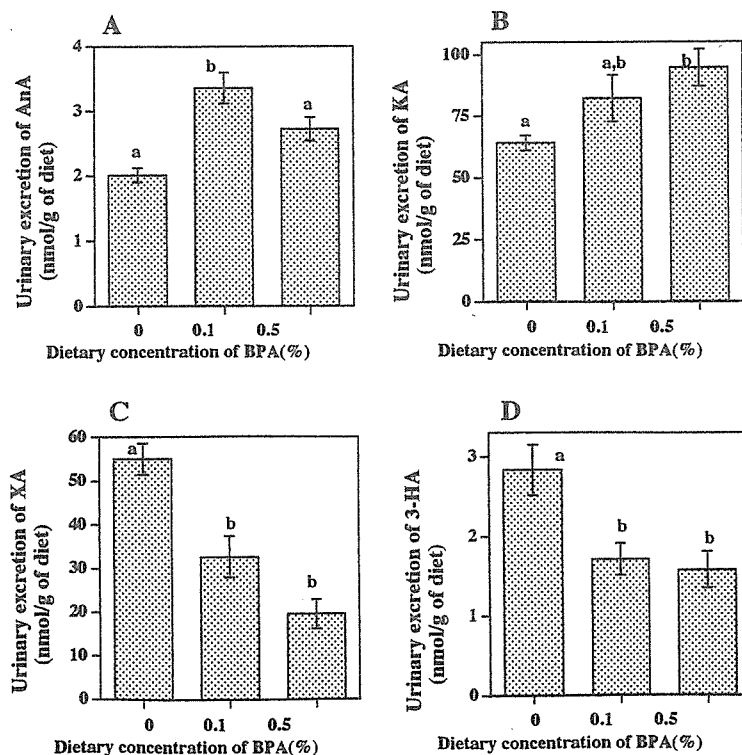 A
Urinary excretion of AnA
(nmol/g of diet)
4
3
2
1
0
a
b
a
0 0.1 0.5
Dietary concentration of BPA(%)
B
Urinary excretion of KA
(nmol/g of diet)
100
75
50
25
0
a
a,b
b
0 0.1 0.5
Dietary concentration of BPA(%)
C
Urinary excretion of XA
(nmol/g of diet)
60
50
40
30
20
10
0
a
b
b
0 0.1 0.5
Dietary concentration of BPA(%)
D
Urinary excretion of 3-HA
(nmol/g of diet)
3
2
1
0
a
b
b
0 0.1 0.5
Dietary concentration of BPA(%)